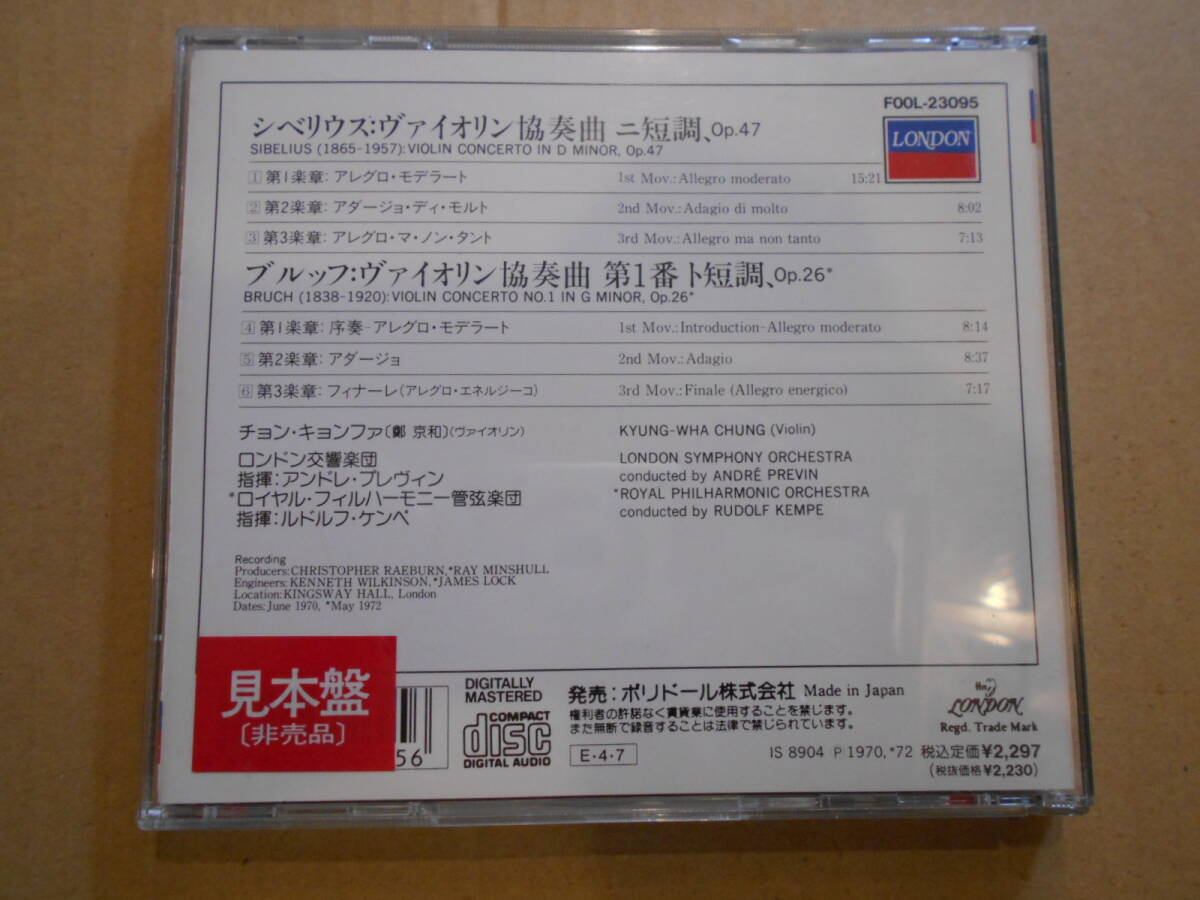 FOOL-23095
LONDON
シベリウス:ヴァイオリン協奏曲 ニ短調、Op.47
SIBELIUS (1865-1957): VIOLIN CONCERTO IN D MINOR, Op.47
1 第1楽章: アレグロ・モデラート 1st Mov.: Allegro moderato 15:21
2 第2楽章: アダージョ・ディ・モルト 2nd Mov.: Adagio di molto 8:02
3 第3楽章: アレグロ・マ・ノン・タント 3rd Mov.: Allegro ma non tanto 7:13
ブルッフ:ヴァイオリン協奏曲 第1番 ト短調、Op.26*
BRUCH (1838-1920): VIOLIN CONCERTO NO.1 IN G MINOR, Op.26*
4 第1楽章: 序奏-アレグロ・モデラート 1st Mov.: Introduction-Allegro moderato 8:14
5 第2楽章: アダージョ 2nd Mov.: Adagio 8:37
6 第3楽章: フィナーレ(アレグロ・エネルジーコ) 3rd Mov.: Finale (Allegro energico) 7:17
チョン・キョンファ〔鄭 京和〕(ヴァイオリン) KYUNG-WHA CHUNG (Violin)
ロンドン交響楽団 LONDON SYMPHONY ORCHESTRA
指揮:アンドレ・プレヴィン conducted by ANDRÉ PREVIN
*ロイヤル・フィルハーモニー管弦楽団 *ROYAL PHILHARMONIC ORCHESTRA
指揮:ルドルフ・ケンペ conducted by RUDOLF KEMPE
Recording
Producers: CHRISTOPHER RAEBURN, *RAY MINSHULL
Engineers: KENNETH WILKINSON, *JAMES LOCK
Location: KINGSWAY HALL, London
Dates: June 1970, *May 1972
見本盤
〔非売品〕
56
DIGITALLY
MASTERED
COMPACT
disc
DIGITAL AUDIO
発売:ポリドール株式会社 Made in Japan
権利者の許諾なく賃貸業に使用することを禁じます。
また無断で録音することは法律で禁じられています。
E・4・7
LONDON
Regd. Trade Mark
IS 8904 Ⓟ 1970, *72 税込定価¥2,297
(税抜価格¥2,230)